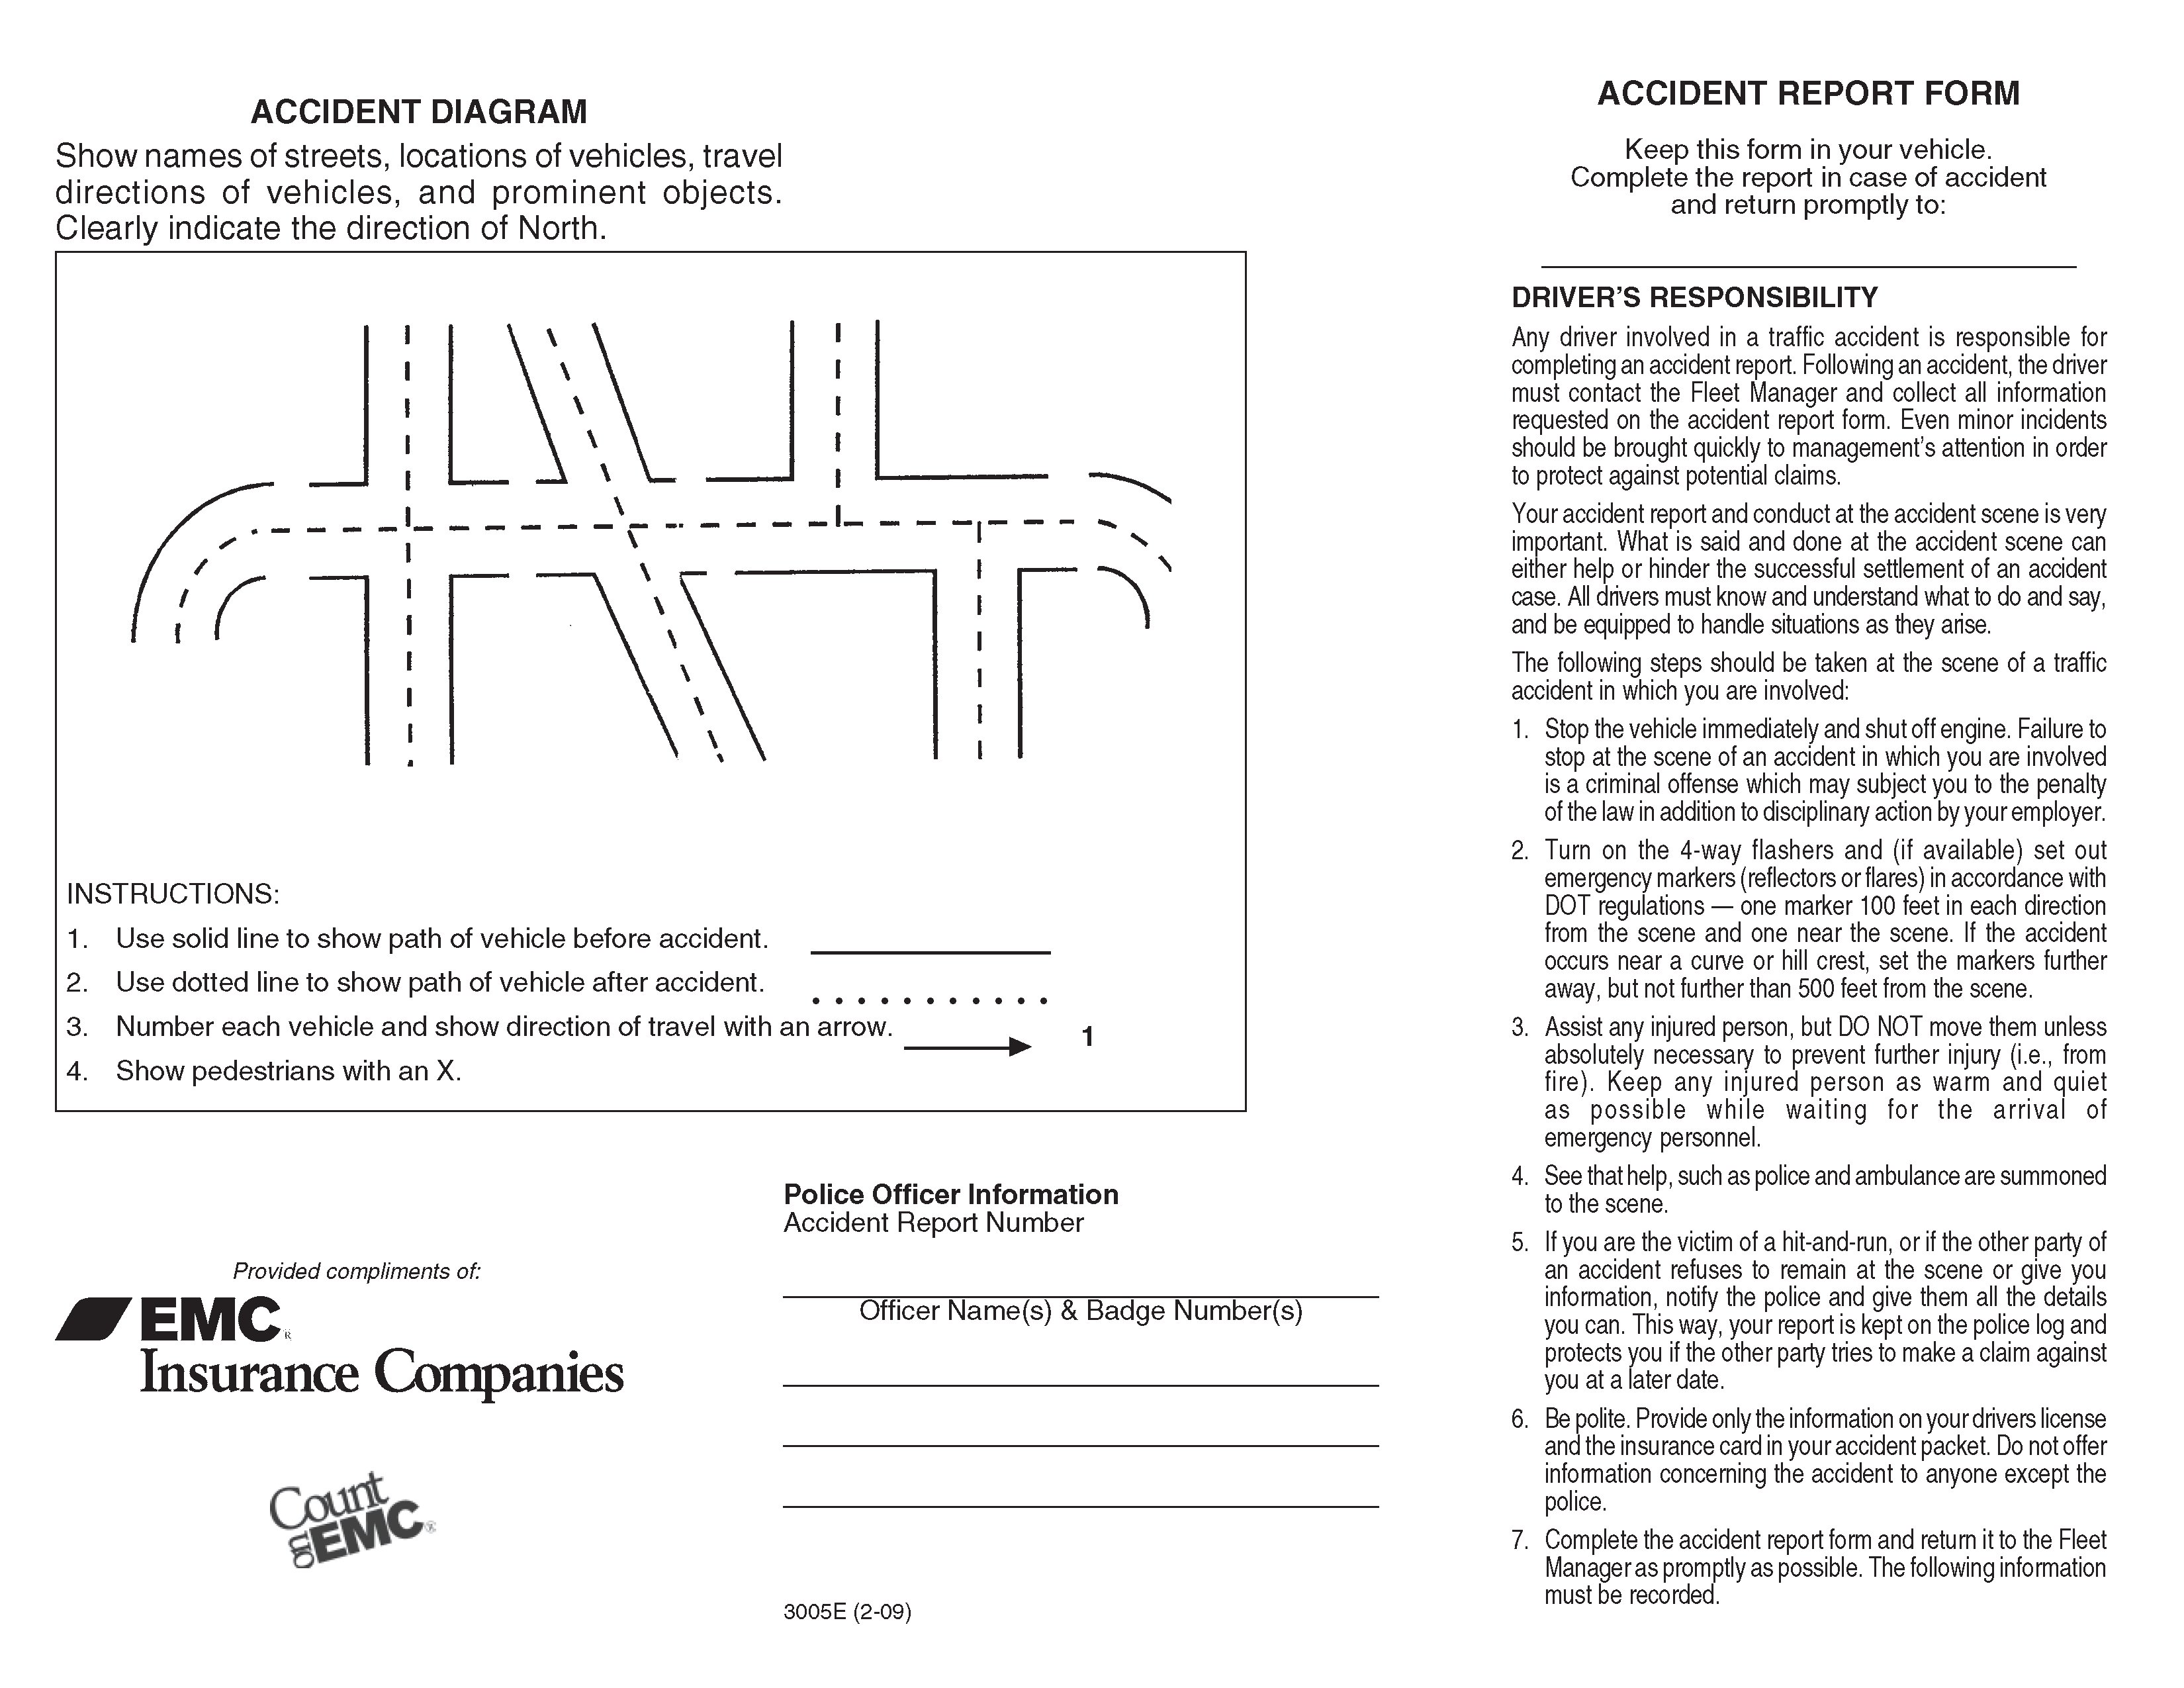 ACCIDENT DIAGRAM
Show names of streets, locations of vehicles, travel
directions of vehicles, and prominent objects.
Clearly indicate the direction of North.
INSTRUCTIONS:
1. Use solid line to show path of vehicle before accident.
2. Use dotted line to show path of vehicle after accident.
3. Number each vehicle and show direction of travel with an arrow. 1
4. Show pedestrians with an X.
Provided compliments of:
EMC®
Insurance Companies
Count
on EMC®
Police Officer Information
Accident Report Number
Officer Name(s) & Badge Number(s)
3005E (2-09)
ACCIDENT REPORT FORM
Keep this form in your vehicle.
Complete the report in case of accident
and return promptly to:
DRIVER’S RESPONSIBILITY
Any driver involved in a traffic accident is responsible for
completing an accident report. Following an accident, the driver
must contact the Fleet Manager and collect all information
requested on the accident report form. Even minor incidents
should be brought quickly to management’s attention in order
to protect against potential claims.
Your accident report and conduct at the accident scene is very
important. What is said and done at the accident scene can
either help or hinder the successful settlement of an accident
case. All drivers must know and understand what to do and say,
and be equipped to handle situations as they arise.
The following steps should be taken at the scene of a traffic
accident in which you are involved:
1. Stop the vehicle immediately and shut off engine. Failure to
stop at the scene of an accident in which you are involved
is a criminal offense which may subject you to the penalty
of the law in addition to disciplinary action by your employer.
2. Turn on the 4-way flashers and (if available) set out
emergency markers (reflectors or flares) in accordance with
DOT regulations — one marker 100 feet in each direction
from the scene and one near the scene. If the accident
occurs near a curve or hill crest, set the markers further
away, but not further than 500 feet from the scene.
3. Assist any injured person, but DO NOT move them unless
absolutely necessary to prevent further injury (i.e., from
fire). Keep any injured person as warm and quiet
as possible while waiting for the arrival of
emergency personnel.
4. See that help, such as police and ambulance are summoned
to the scene.
5. If you are the victim of a hit-and-run, or if the other party of
an accident refuses to remain at the scene or give you
information, notify the police and give them all the details
you can. This way, your report is kept on the police log and
protects you if the other party tries to make a claim against
you at a later date.
6. Be polite. Provide only the information on your drivers license
and the insurance card in your accident packet. Do not offer
information concerning the accident to anyone except the
police.
7. Complete the accident report form and return it to the Fleet
Manager as promptly as possible. The following information
must be recorded.